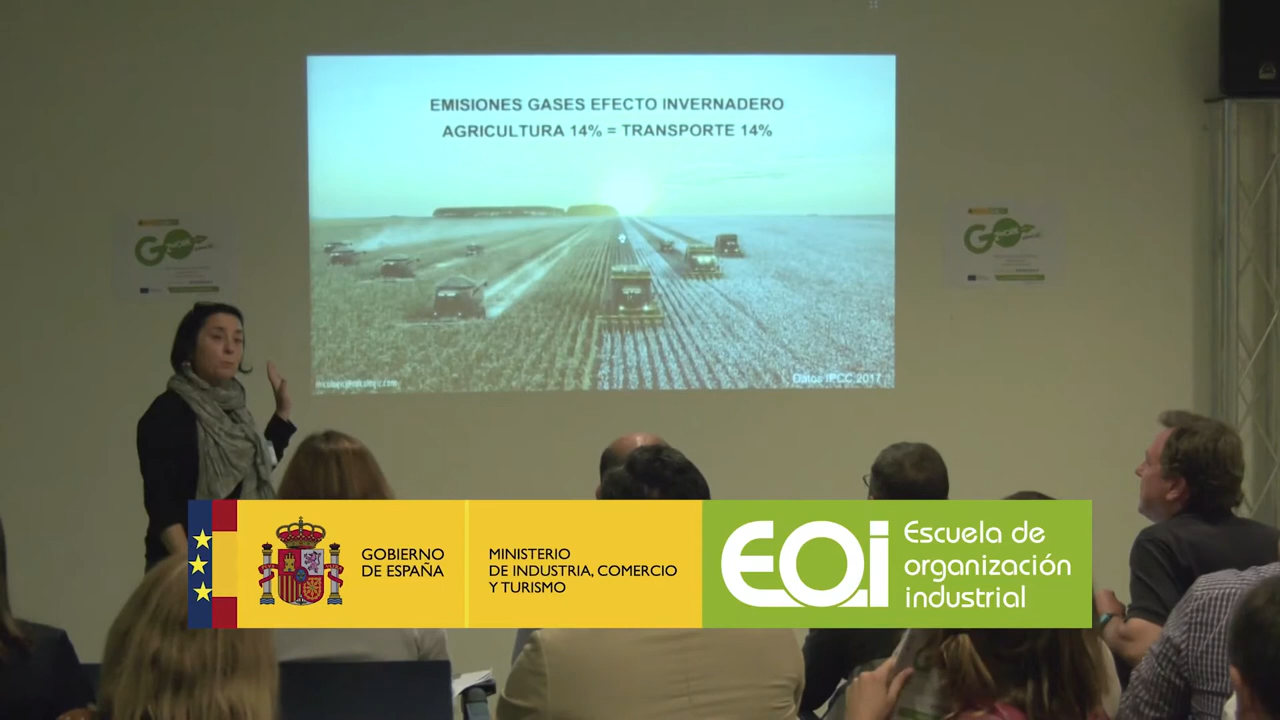 EMISIONES GASES EFECTO INVERNADERO
AGRICULTURA 14% = TRANSPORTE 14%
Datos IPCC 2017
GOBIERNO
DE ESPAÑA
MINISTERIO
DE INDUSTRIA, COMERCIO
Y TURISMO
EOi
Escuela de
organización
industrial